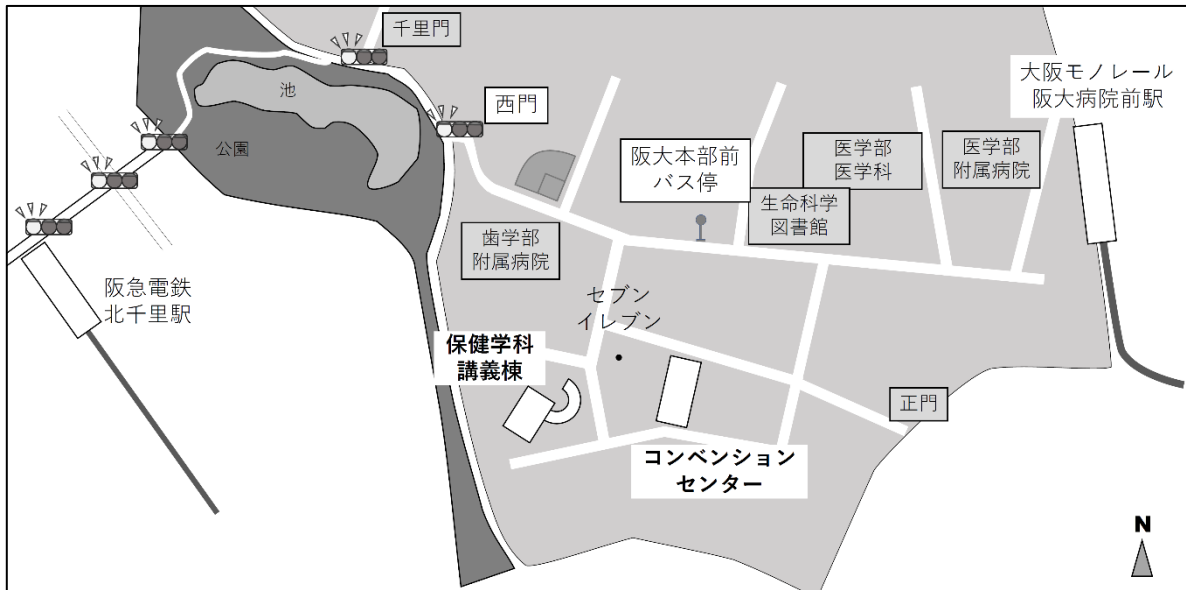 千里門
大阪モノレール
阪大病院前駅
池
西門
公園
阪大本部前
バス停
医学部
医学科
医学部
附属病院
生命科学
図書館
歯学部
附属病院
阪急電鉄
北千里駅
セブン
イレブン
保健学科
講義棟
正門
コンベンション
センター
N